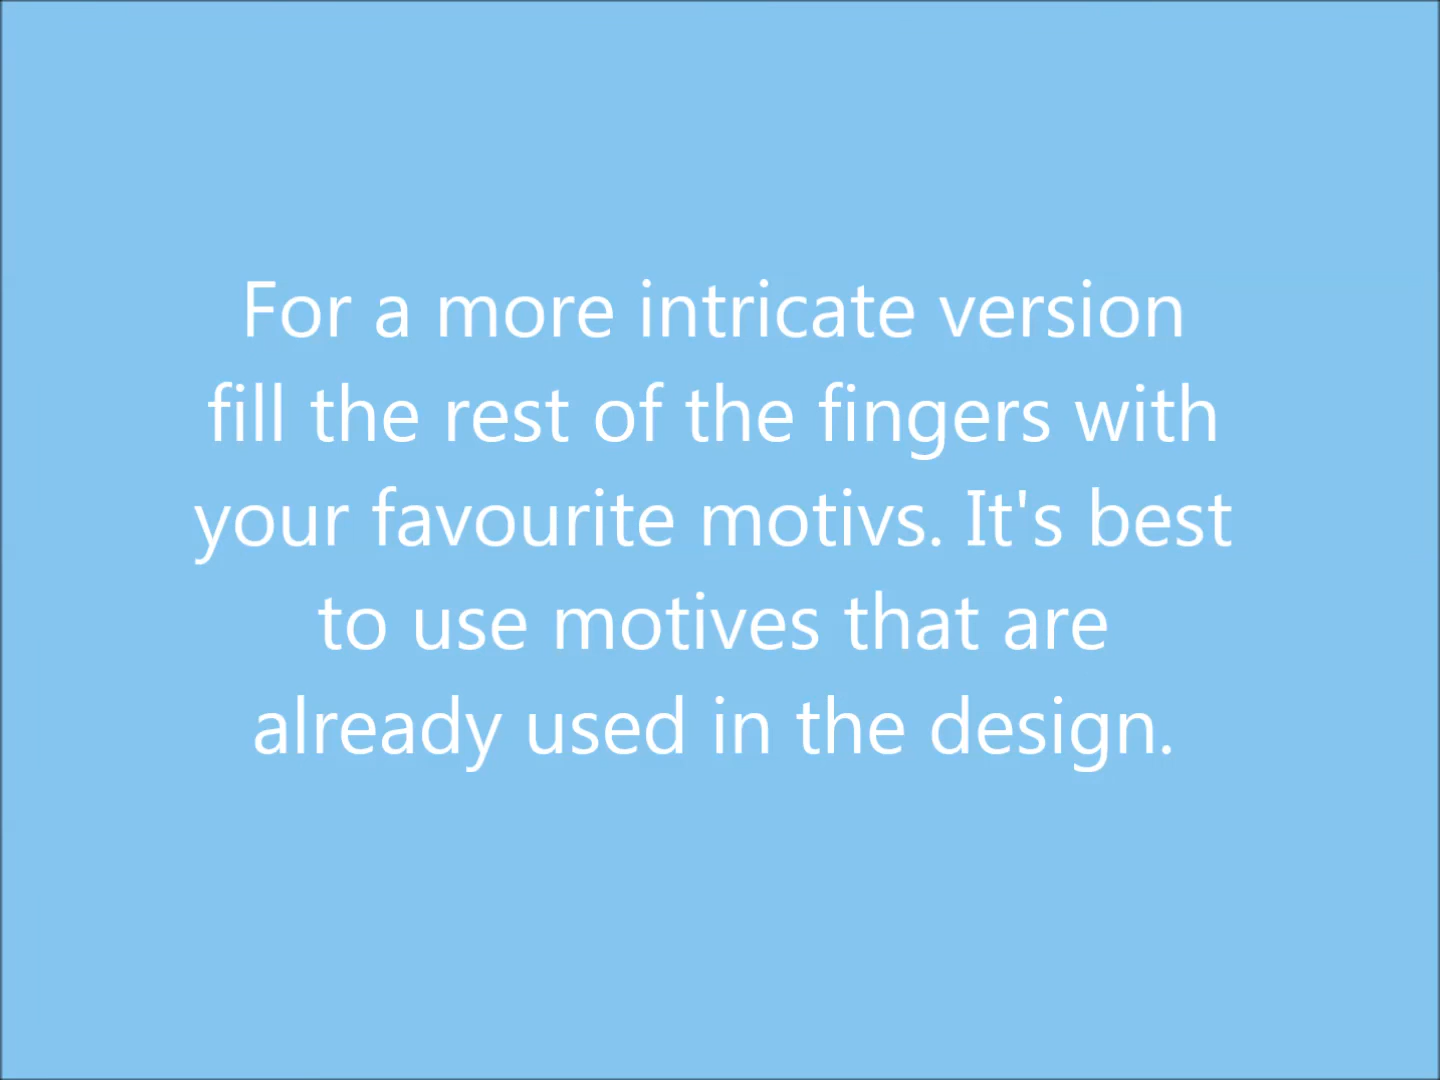 For a more intricate version
fill the rest of the fingers with
your favourite motivs. It's best
to use motives that are
already used in the design.